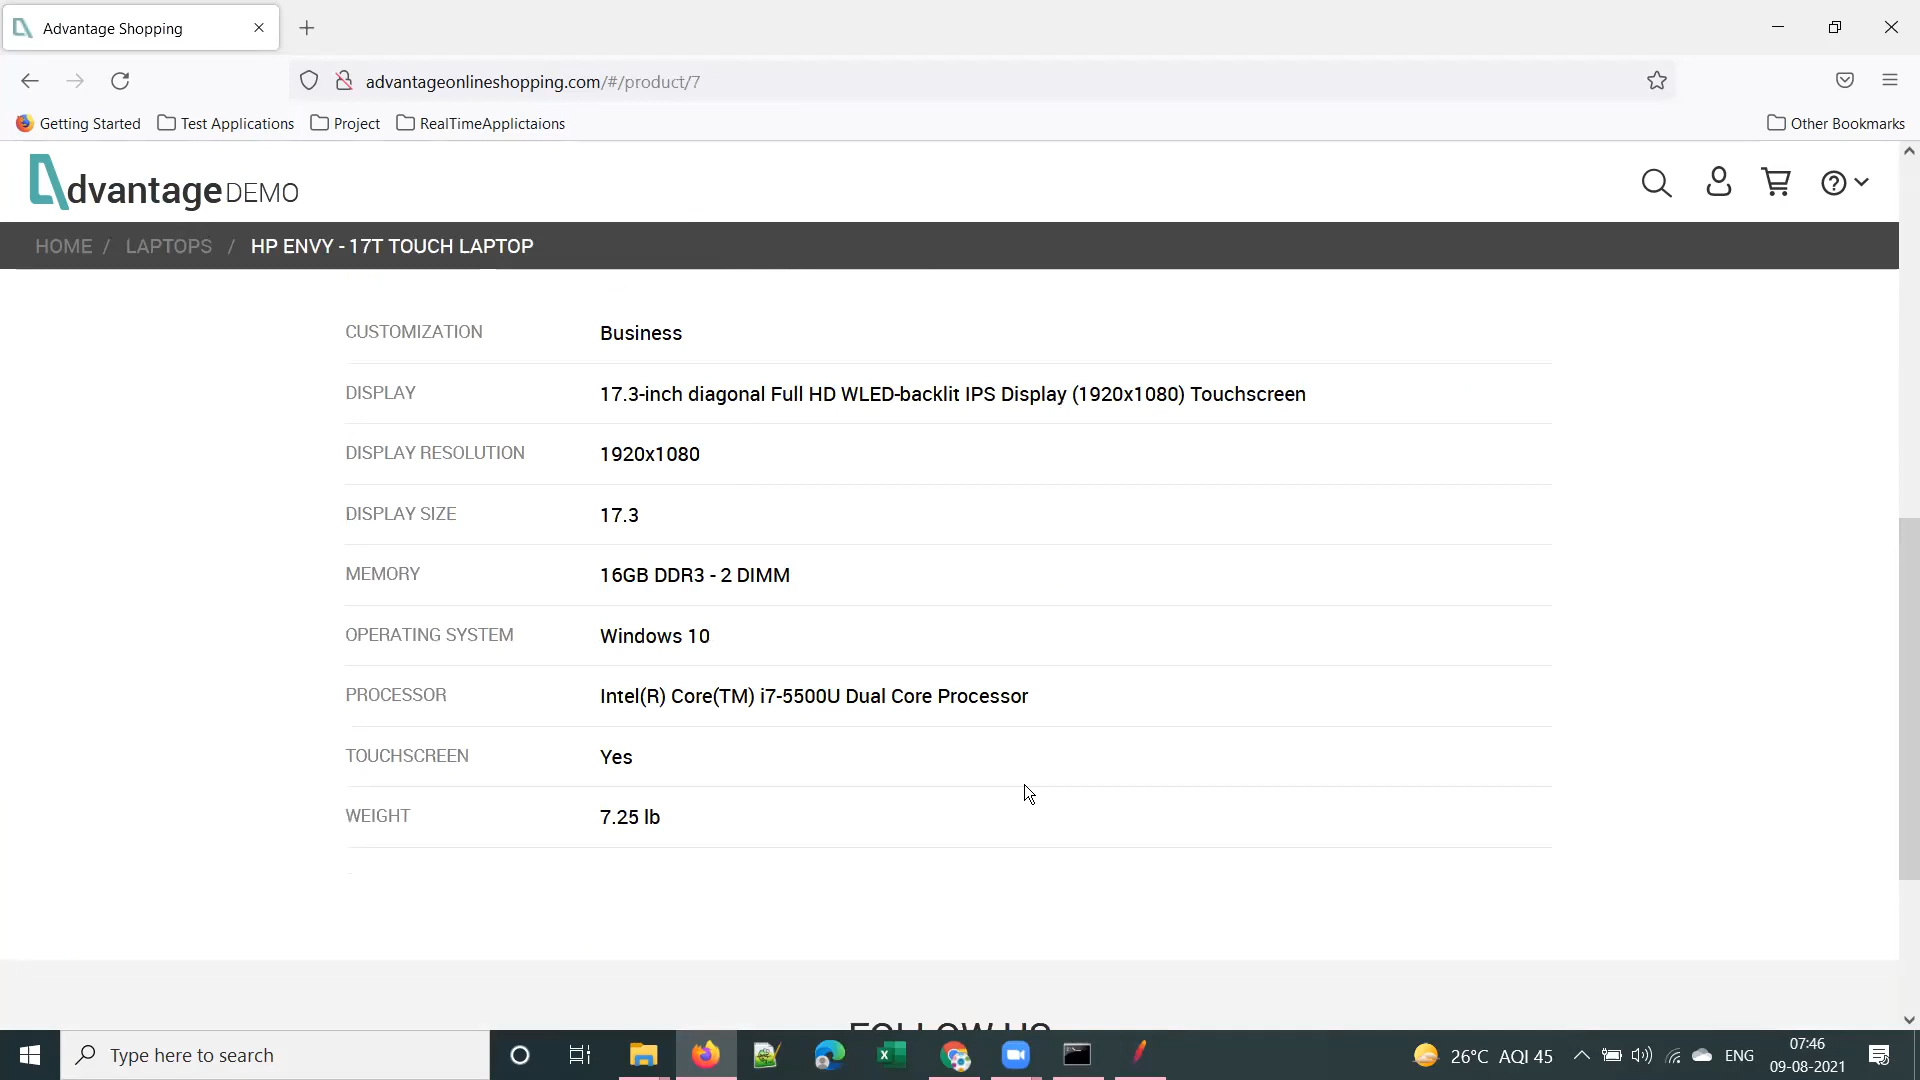 Advantage Shopping
advantageonlineshopping.com/#/product/7
Getting Started Test Applications Project RealTimeApplictaions Other Bookmarks
dvantage DEMO
HOME / LAPTOPS / HP ENVY - 17T TOUCH LAPTOP
CUSTOMIZATION Business
DISPLAY 17.3-inch diagonal Full HD WLED-backlit IPS Display (1920x1080) Touchscreen
DISPLAY RESOLUTION 1920x1080
DISPLAY SIZE 17.3
MEMORY 16GB DDR3 - 2 DIMM
OPERATING SYSTEM Windows 10
PROCESSOR Intel(R) Core(TM) i7-5500U Dual Core Processor
TOUCHSCREEN Yes
WEIGHT 7.25 lb
FOLLOW US
Type here to search
26°C AQI 45 ENG
07:46
09-08-2021